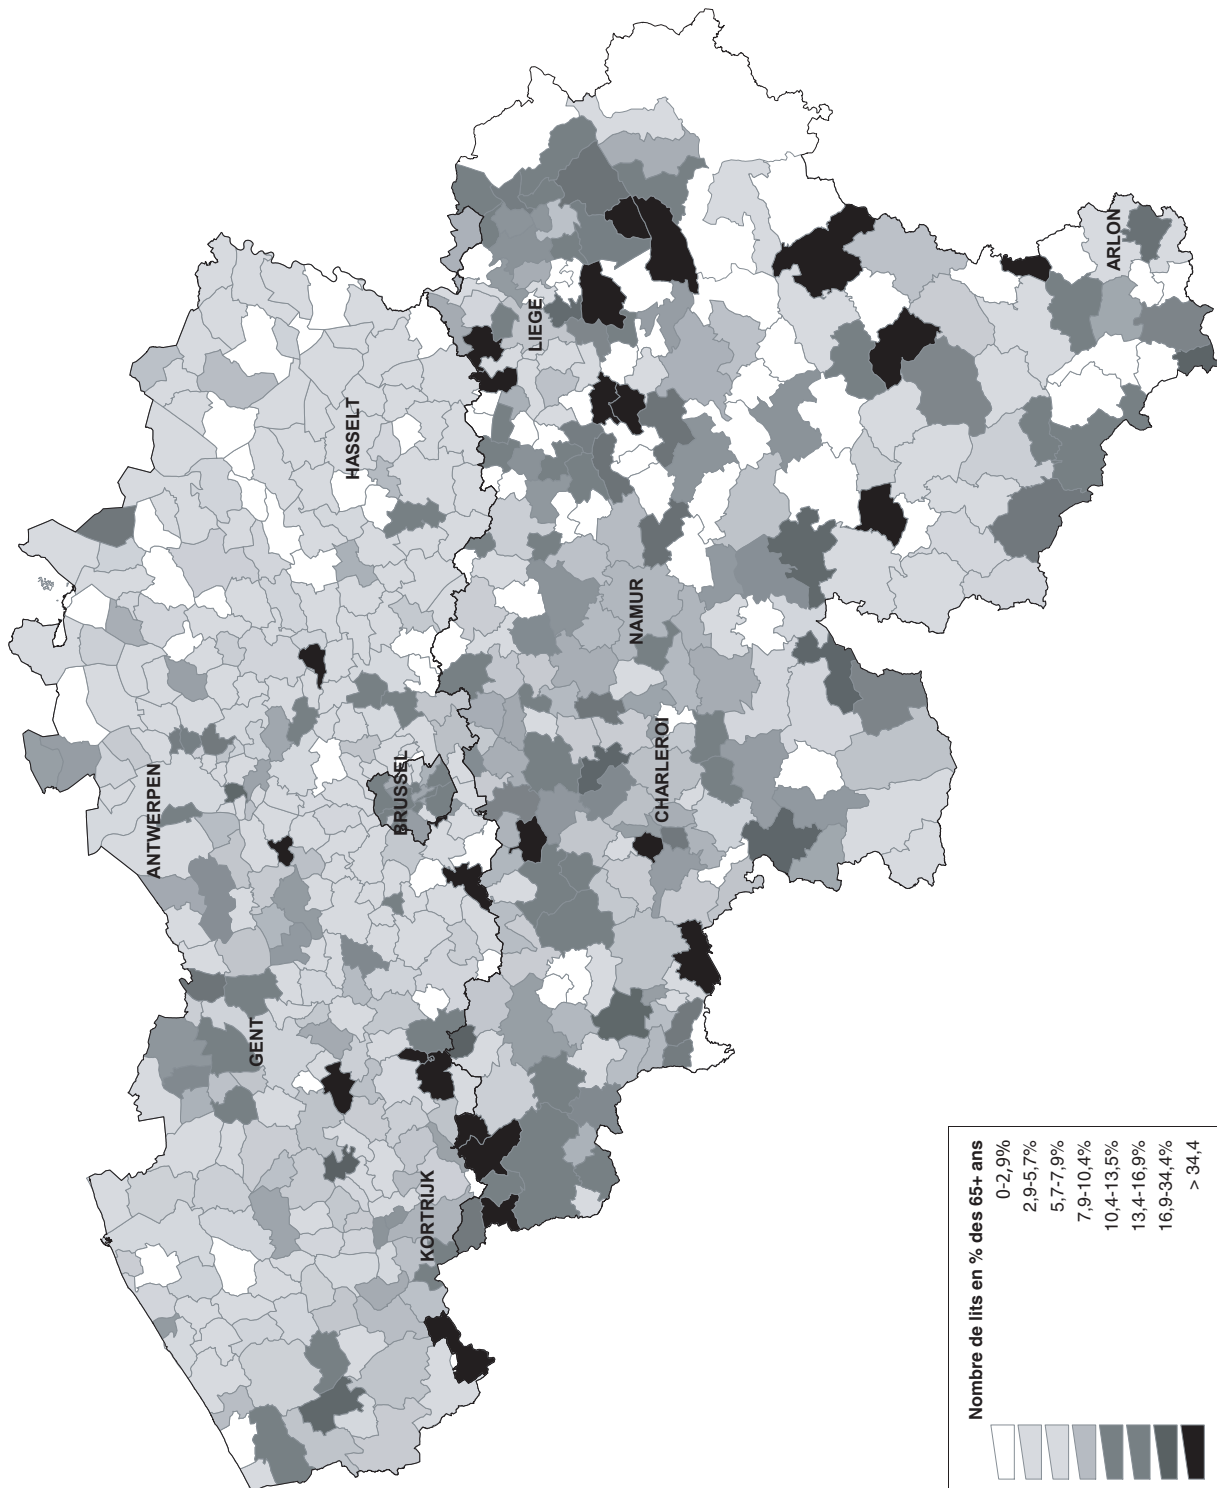 ANTWERPEN
GENT
HASSELT
BRUSSEL
KORTRIJK
LIEGE
NAMUR
CHARLEROI
ARLON
Nombre de lits en % des 65+ ans
0-2,9%
2,9-5,7%
5,7-7,9%
7,9-10,4%
10,4-13,5%
13,4-16,9%
16,9-34,4%
> 34,4